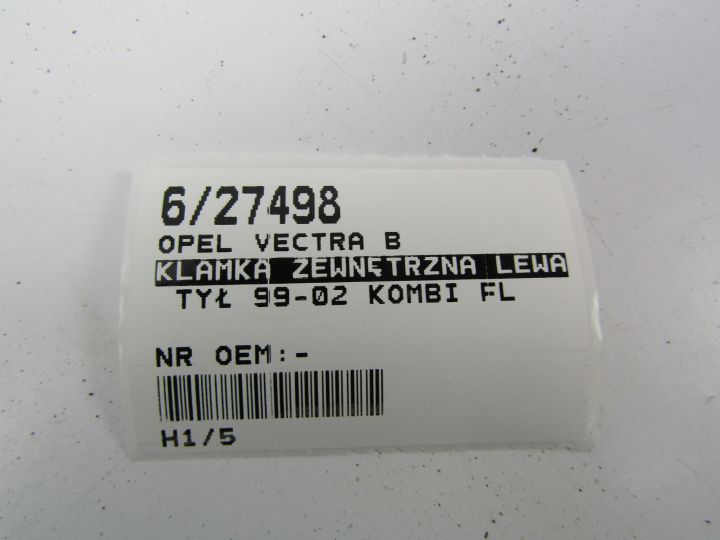 6/27498
OPEL VECTRA B
KLAMKA ZEWNĘTRZNA LEWA
TYŁ 99-02 KOMBI FL
NR OEM:-
H1/5